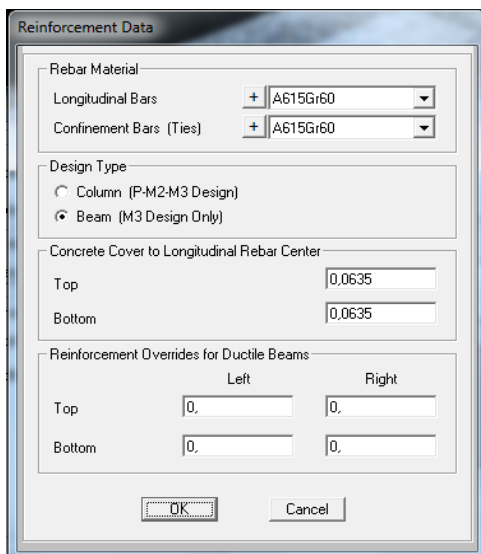 Reinforcement Data
Rebar Material
Longitudinal Bars + A615Gr60
Confinement Bars (Ties) + A615Gr60
Design Type
Column (P-M2-M3 Design)
Beam (M3 Design Only)
Concrete Cover to Longitudinal Rebar Center
Top 0,0635
Bottom 0,0635
Reinforcement Overrides for Ductile Beams
Left Right
Top 0, 0,
Bottom 0, 0,
OK Cancel